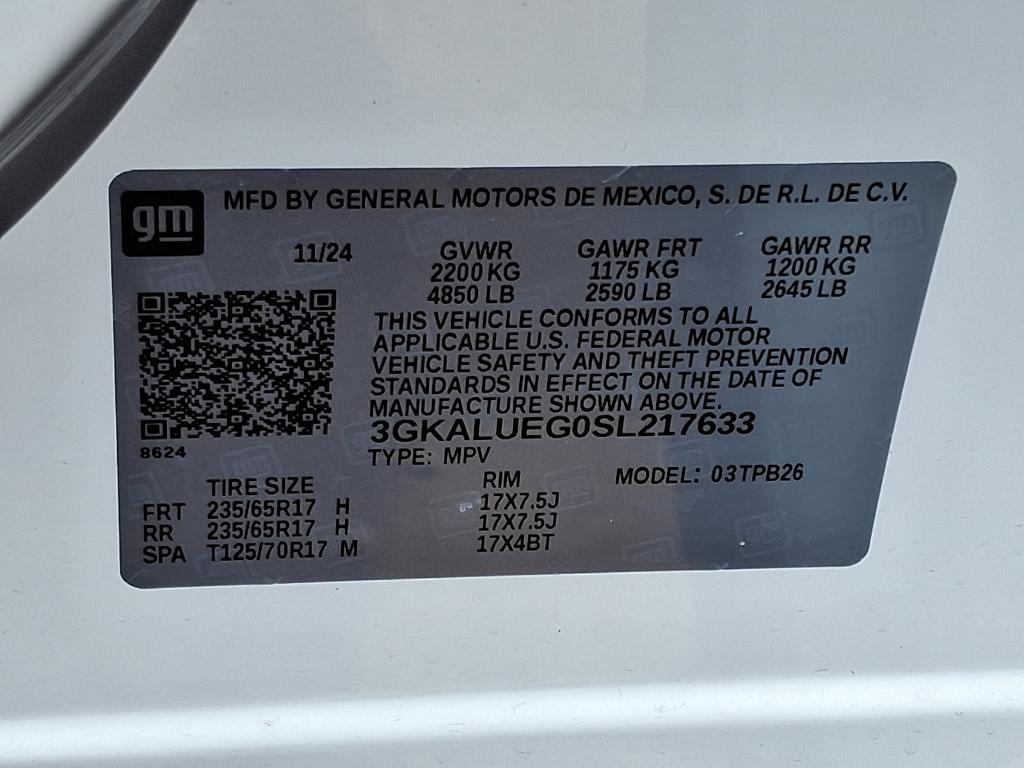 gm
MFD BY GENERAL MOTORS DE MEXICO, S. DE R.L. DE C.V.
11/24 GVWR GAWR FRT GAWR RR
2200 KG 1175 KG 1200 KG
4850 LB 2590 LB 2645 LB
THIS VEHICLE CONFORMS TO ALL
APPLICABLE U.S. FEDERAL MOTOR
VEHICLE SAFETY AND THEFT PREVENTION
STANDARDS IN EFFECT ON THE DATE OF
MANUFACTURE SHOWN ABOVE.
3GKALUEG0SL217633
8624
TYPE: MPV
TIRE SIZE RIM MODEL: 03TPB26
FRT 235/65R17 H 17X7.5J
RR 235/65R17 H 17X7.5J
SPA T125/70R17 M 17X4BT